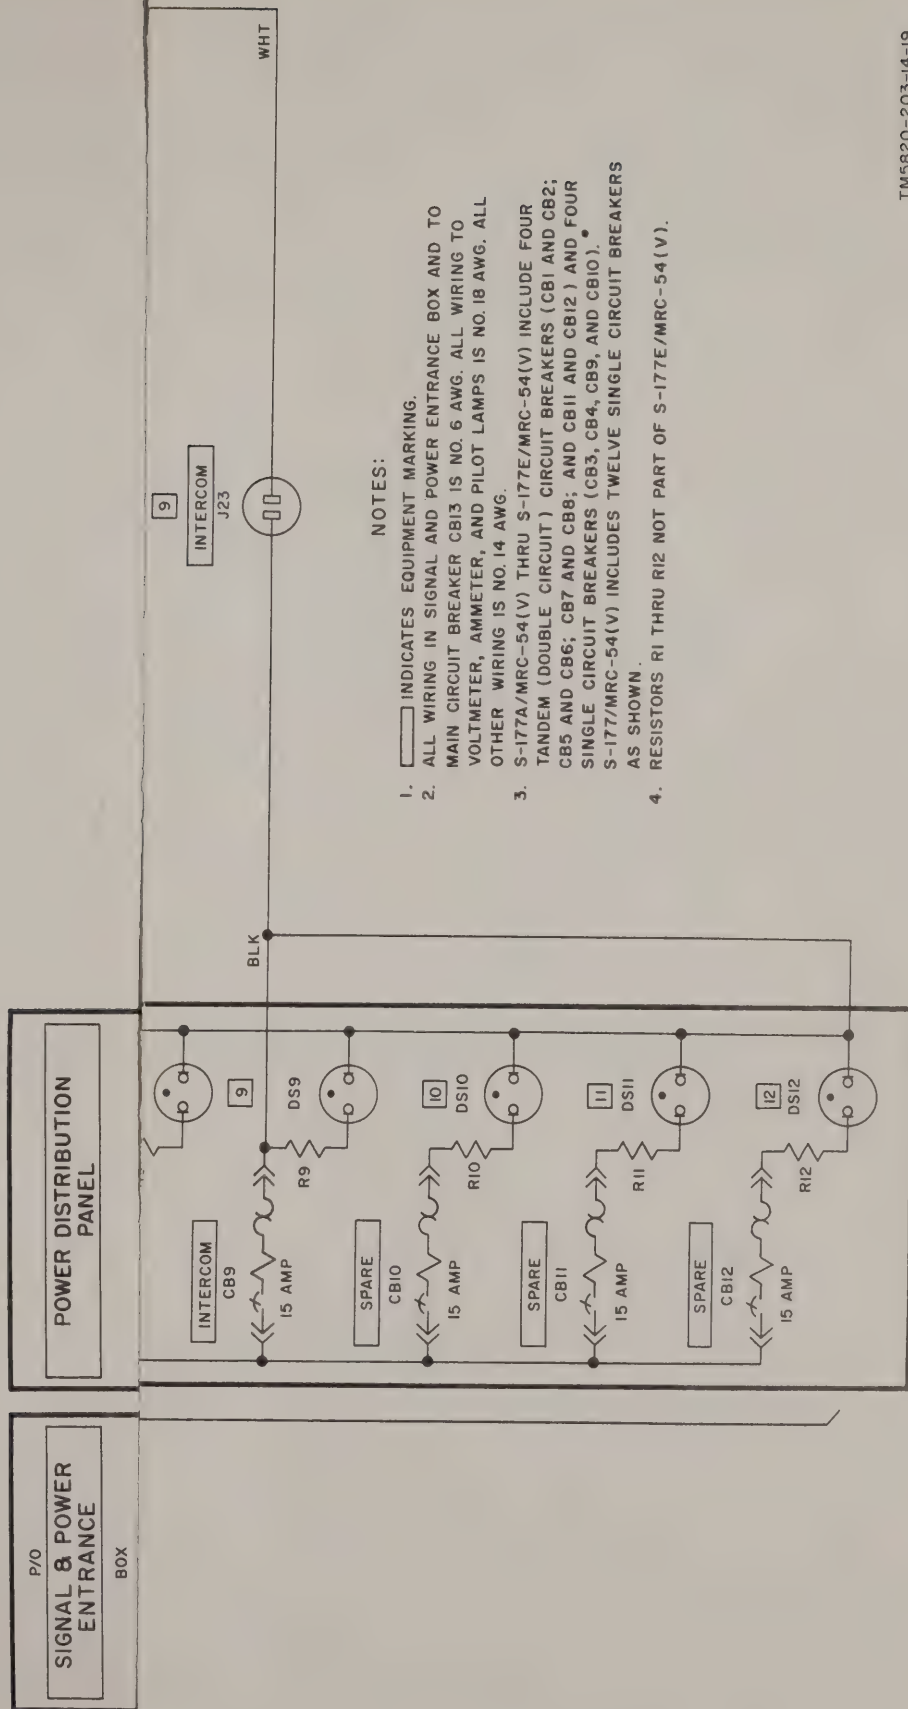 P/O
SIGNAL & POWER
ENTRANCE
BOX
POWER DISTRIBUTION
PANEL
INTERCOM
CB9
15 AMP
R9
9
DS9
SPARE
CB10
15 AMP
R10
10
DS10
SPARE
CB11
15 AMP
R11
11
DS11
SPARE
CB12
15 AMP
R12
12
DS12
BLK
9
INTERCOM
J23
WHT
NOTES:
1. INDICATES EQUIPMENT MARKING.
2. ALL WIRING IN SIGNAL AND POWER ENTRANCE BOX AND TO
MAIN CIRCUIT BREAKER CB13 IS NO. 6 AWG. ALL WIRING TO
VOLTMETER, AMMETER, AND PILOT LAMPS IS NO. 18 AWG. ALL
OTHER WIRING IS NO. 14 AWG.
3. S-177A/MRC-54(V) THRU S-177E/MRC-54(V) INCLUDE FOUR
TANDEM (DOUBLE CIRCUIT) CIRCUIT BREAKERS (CB1 AND CB2;
CB5 AND CB6; CB7 AND CB8; AND CB11 AND CB12) AND FOUR
SINGLE CIRCUIT BREAKERS (CB3, CB4, CB9, AND CB10).
S-177/MRC-54(V) INCLUDES TWELVE SINGLE CIRCUIT BREAKERS
AS SHOWN.
4. RESISTORS R1 THRU R12 NOT PART OF S-177E/MRC-54(V).
TM5820-203-14-19